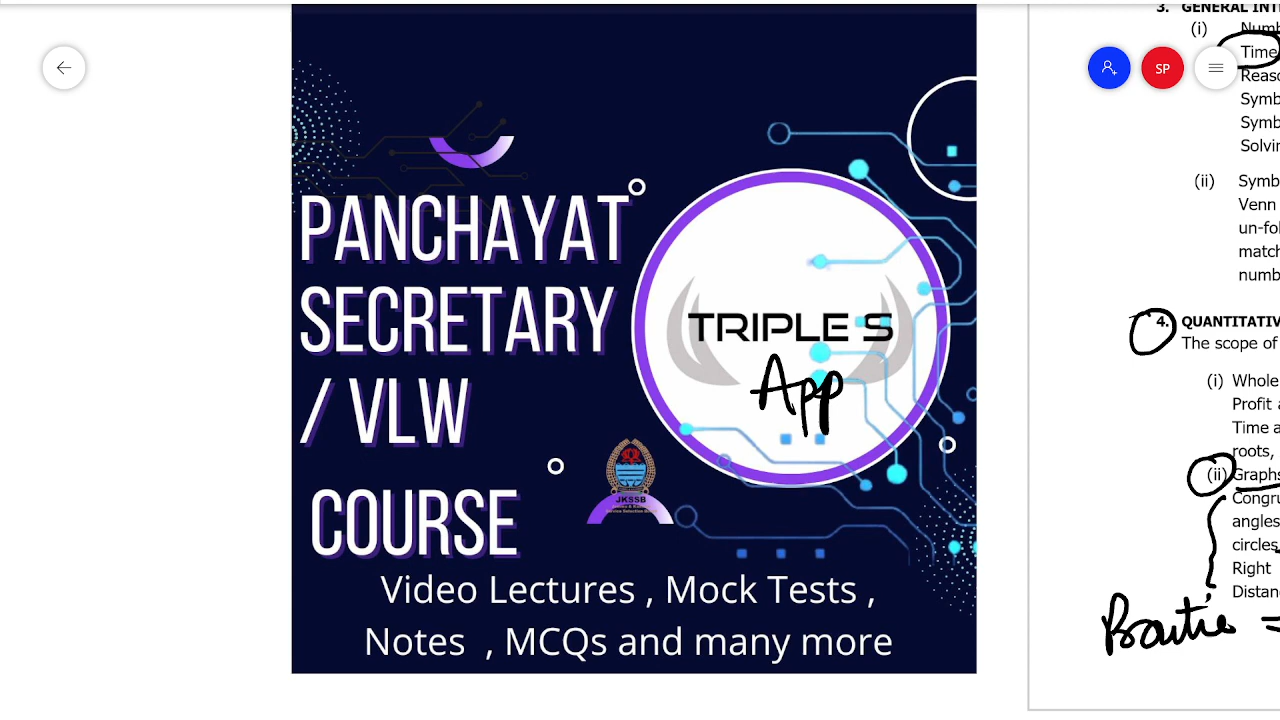 PANCHAYAT
SECRETARY
/ VLW
COURSE
TRIPLE S
App
JKSSB
Video Lectures , Mock Tests ,
Notes , MCQs and many more
SP
3. GENERAL INT
(i) Numb
Time
Reaso
Symb
Symb
Solvin
(ii) Symb
Venn
un-fol
match
numb
4. QUANTITATIV
The scope of
(i) Whole
Profit a
Time a
roots,
(ii) Graphs
Congru
angles
circles,
Right
Distan